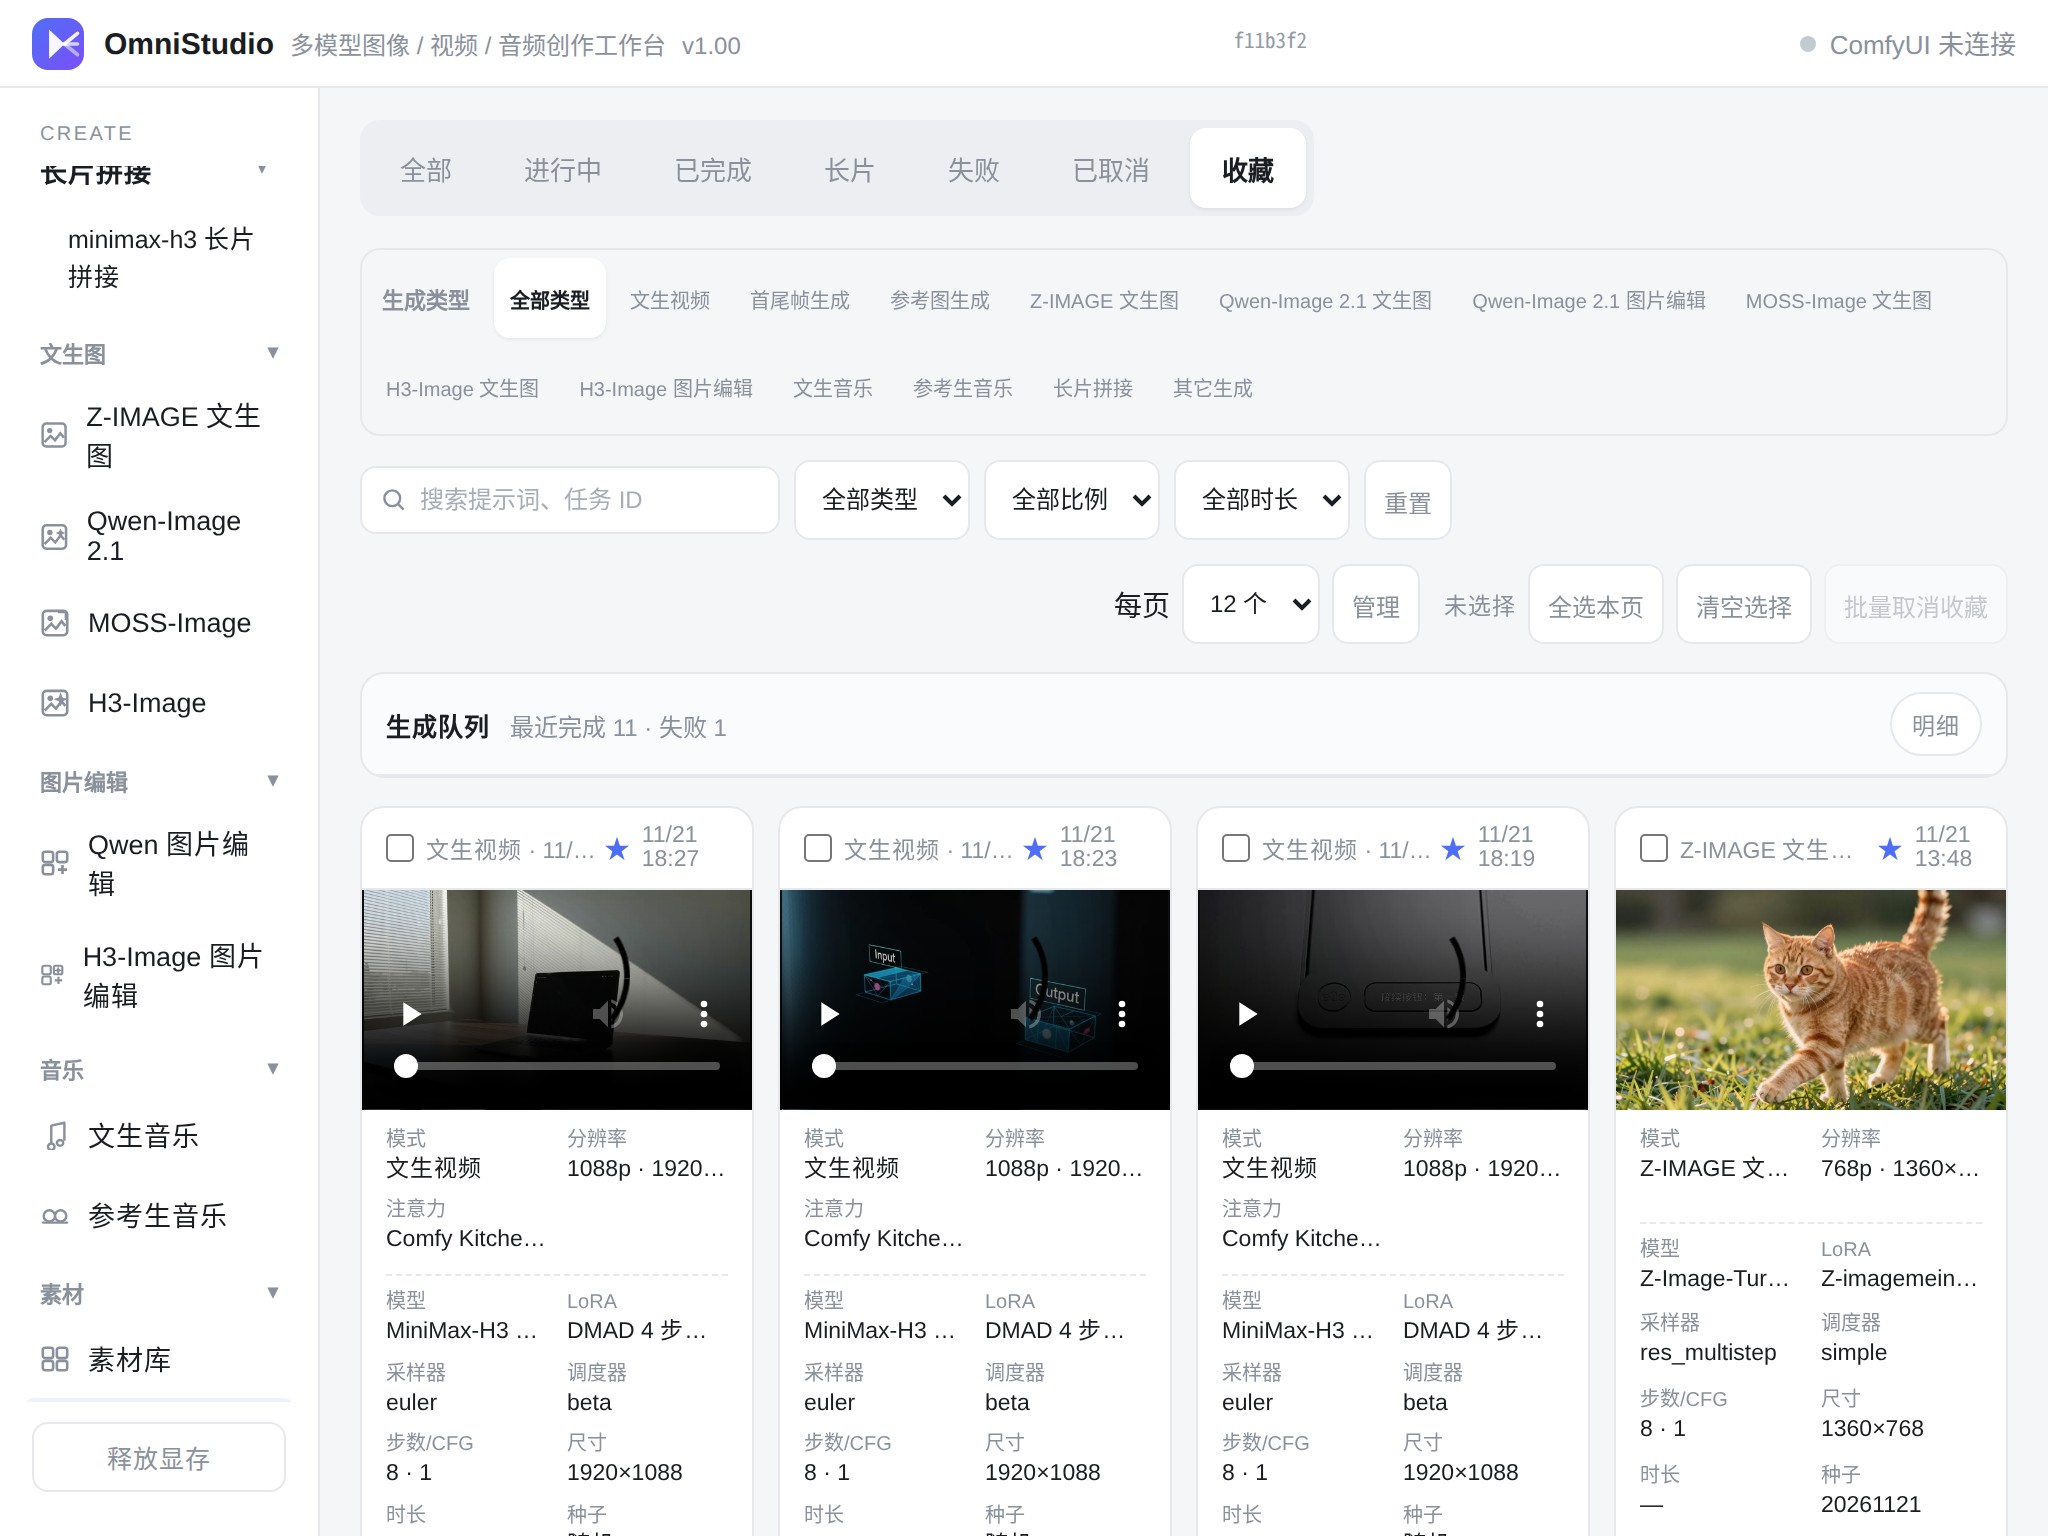 OmniStudio 多模型图像 / 视频 / 音频创作工作台 v1.00
f11b3f2
ComfyUI 未连接
CREATE
长片拼接
minimax-h3 长片
拼接
文生图
Z-IMAGE 文生
图
Qwen-Image
2.1
MOSS-Image
H3-Image
图片编辑
Qwen 图片编
辑
H3-Image 图片
编辑
音乐
文生音乐
参考生音乐
素材
素材库
释放显存
全部 进行中 已完成 长片 失败 已取消 收藏
生成类型 全部类型 文生视频 首尾帧生成 参考图生成 Z-IMAGE 文生图 Qwen-Image 2.1 文生图 Qwen-Image 2.1 图片编辑 MOSS-Image 文生图
H3-Image 文生图 H3-Image 图片编辑 文生音乐 参考生音乐 长片拼接 其它生成
搜索提示词、任务 ID 全部类型 全部比例 全部时长 重置
每页 12 个 管理 未选择 全选本页 清空选择 批量取消收藏
生成队列 最近完成 11 · 失败 1 明细
文生视频 · 11/… ★ 11/21
18:27
模式 分辨率
文生视频 1088p · 1920…
注意力
Comfy Kitche…
模型 LoRA
MiniMax-H3 … DMAD 4 步…
采样器 调度器
euler beta
步数/CFG 尺寸
8 · 1 1920×1088
时长 种子
文生视频 · 11/… ★ 11/21
18:23
Input
Output
模式 分辨率
文生视频 1088p · 1920…
注意力
Comfy Kitche…
模型 LoRA
MiniMax-H3 … DMAD 4 步…
采样器 调度器
euler beta
步数/CFG 尺寸
8 · 1 1920×1088
时长 种子
文生视频 · 11/… ★ 11/21
18:19
模式 分辨率
文生视频 1088p · 1920…
注意力
Comfy Kitche…
模型 LoRA
MiniMax-H3 … DMAD 4 步…
采样器 调度器
euler beta
步数/CFG 尺寸
8 · 1 1920×1088
时长 种子
Z-IMAGE 文生… ★ 11/21
13:48
模式 分辨率
Z-IMAGE 文… 768p · 1360×…
模型 LoRA
Z-Image-Tur… Z-imagemein…
采样器 调度器
res_multistep simple
步数/CFG 尺寸
8 · 1 1360×768
时长 种子
— 20261121